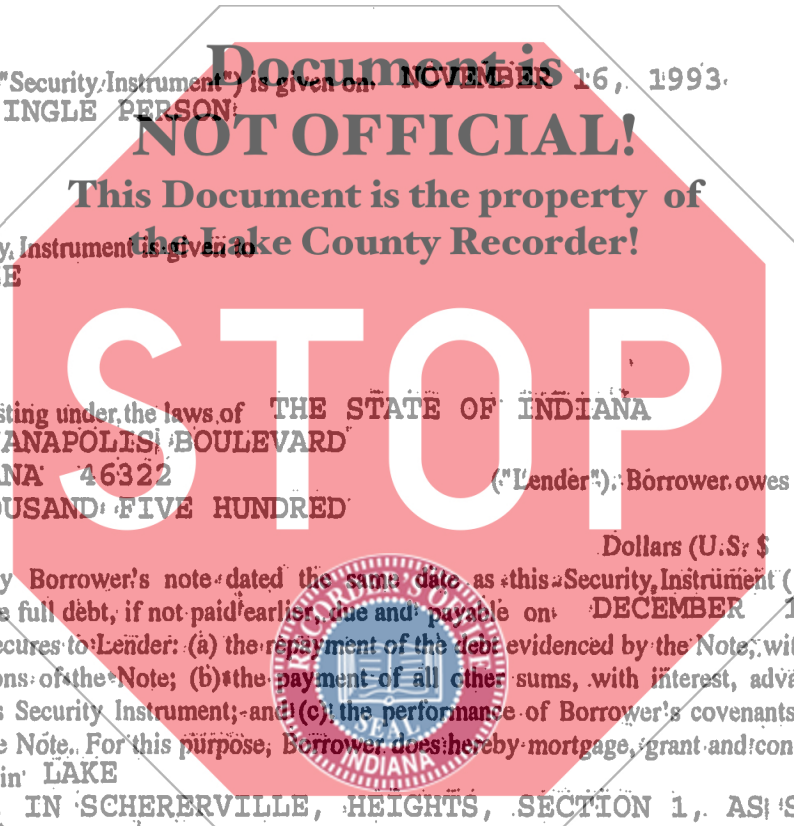 Document is
"Security Instrument") is given on NOVEMBER 16, 1993
INGLE PERSON
NOT OFFICIAL!
This Document is the property of
the Lake County Recorder!
y Instrument is given to
E
STOP
sting under the laws of THE STATE OF INDIANA
ANAPOLIS BOULEVARD
NA 46322 ("Lender"). Borrower owes
USAND FIVE HUNDRED
Dollars (U.S. $
y Borrower's note dated the same date as this Security Instrument (
e full debt, if not paid earlier, due and payable on DECEMBER 1
ecures to Lender: (a) the repayment of the debt evidenced by the Note, wit
ons of the Note; (b) the payment of all other sums, with interest, adva
s Security Instrument; and (c) the performance of Borrower's covenants
e Note. For this purpose, Borrower does hereby mortgage, grant and con
in LAKE
IN SCHERERVILLE, HEIGHTS, SECTION 1, AS S
SEAL
INDIANA